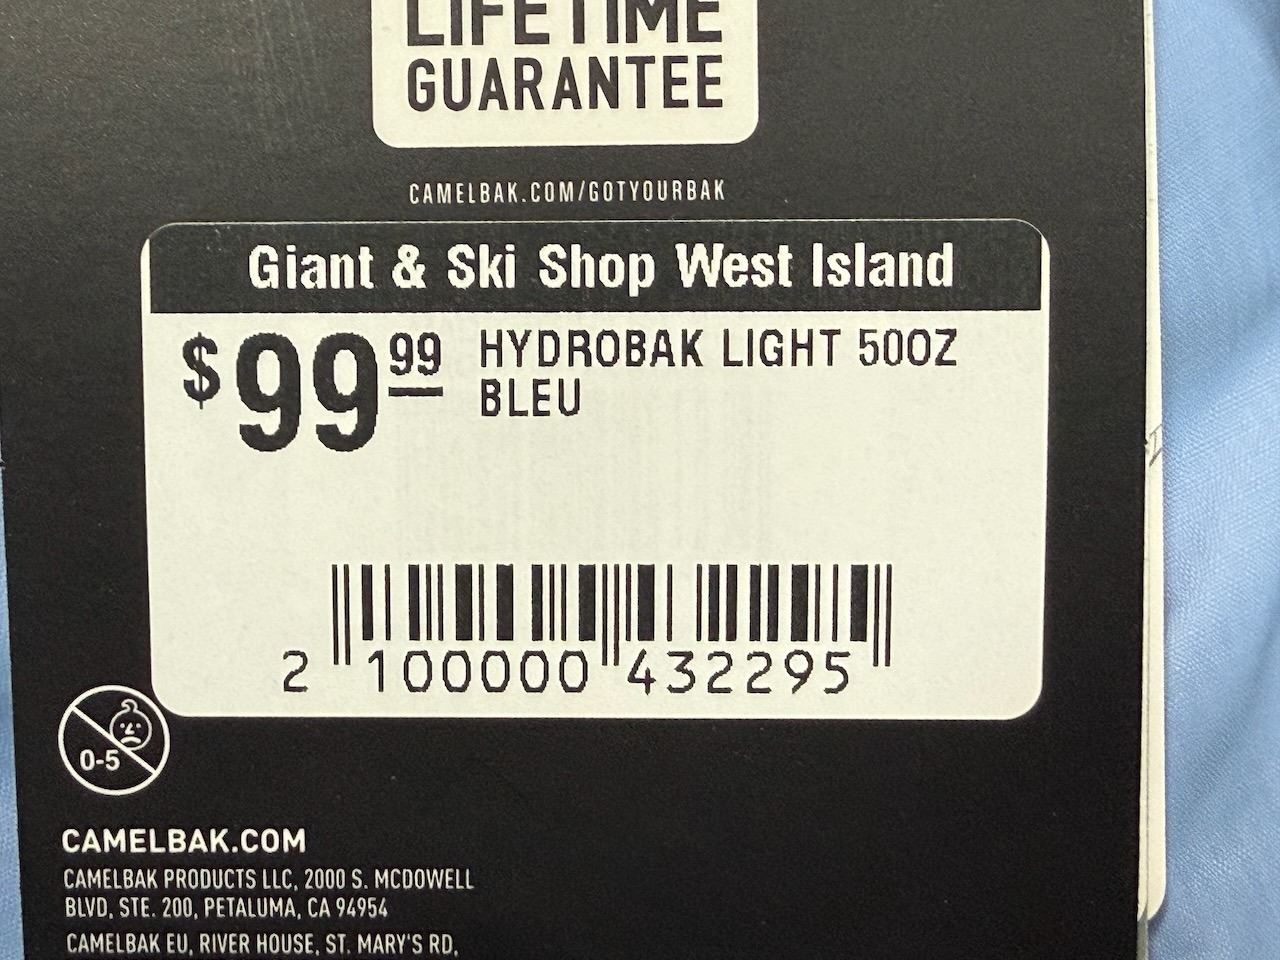 LIFETIME
GUARANTEE
CAMELBAK.COM/GOTYOURBAK
Giant & Ski Shop West Island
$99.99 HYDROBAK LIGHT 50OZ
BLEU
2 100000 432295
0-5
CAMELBAK.COM
CAMELBAK PRODUCTS LLC, 2000 S. MCDOWELL
BLVD, STE. 200, PETALUMA, CA 94954
CAMELBAK EU, RIVER HOUSE, ST. MARY'S RD,